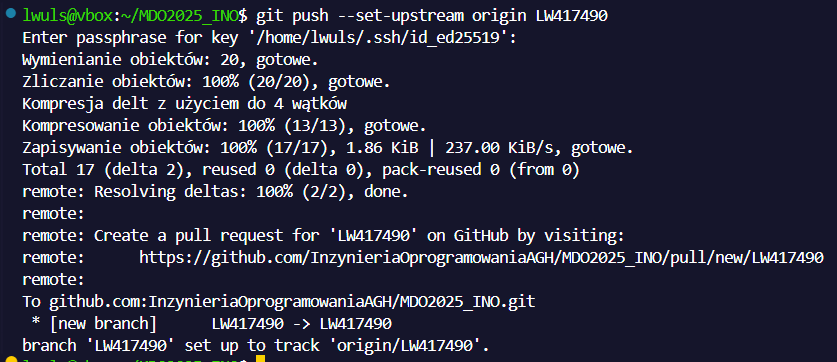 lwuls@vbox:~/MDO2025_INO$ git push --set-upstream origin LW417490
Enter passphrase for key '/home/lwuls/.ssh/id_ed25519':
Wymienianie obiektów: 20, gotowe.
Zliczanie obiektów: 100% (20/20), gotowe.
Kompresja delt z użyciem do 4 wątków
Kompresowanie obiektów: 100% (13/13), gotowe.
Zapisywanie obiektów: 100% (17/17), 1.86 KiB | 237.00 KiB/s, gotowe.
Total 17 (delta 2), reused 0 (delta 0), pack-reused 0 (from 0)
remote: Resolving deltas: 100% (2/2), done.
remote:
remote: Create a pull request for 'LW417490' on GitHub by visiting:
remote:      https://github.com/InzynieriaOprogramowaniaAGH/MDO2025_INO/pull/new/LW417490
remote:
To github.com:InzynieriaOprogramowaniaAGH/MDO2025_INO.git
 * [new branch]      LW417490 -> LW417490
branch 'LW417490' set up to track 'origin/LW417490'.